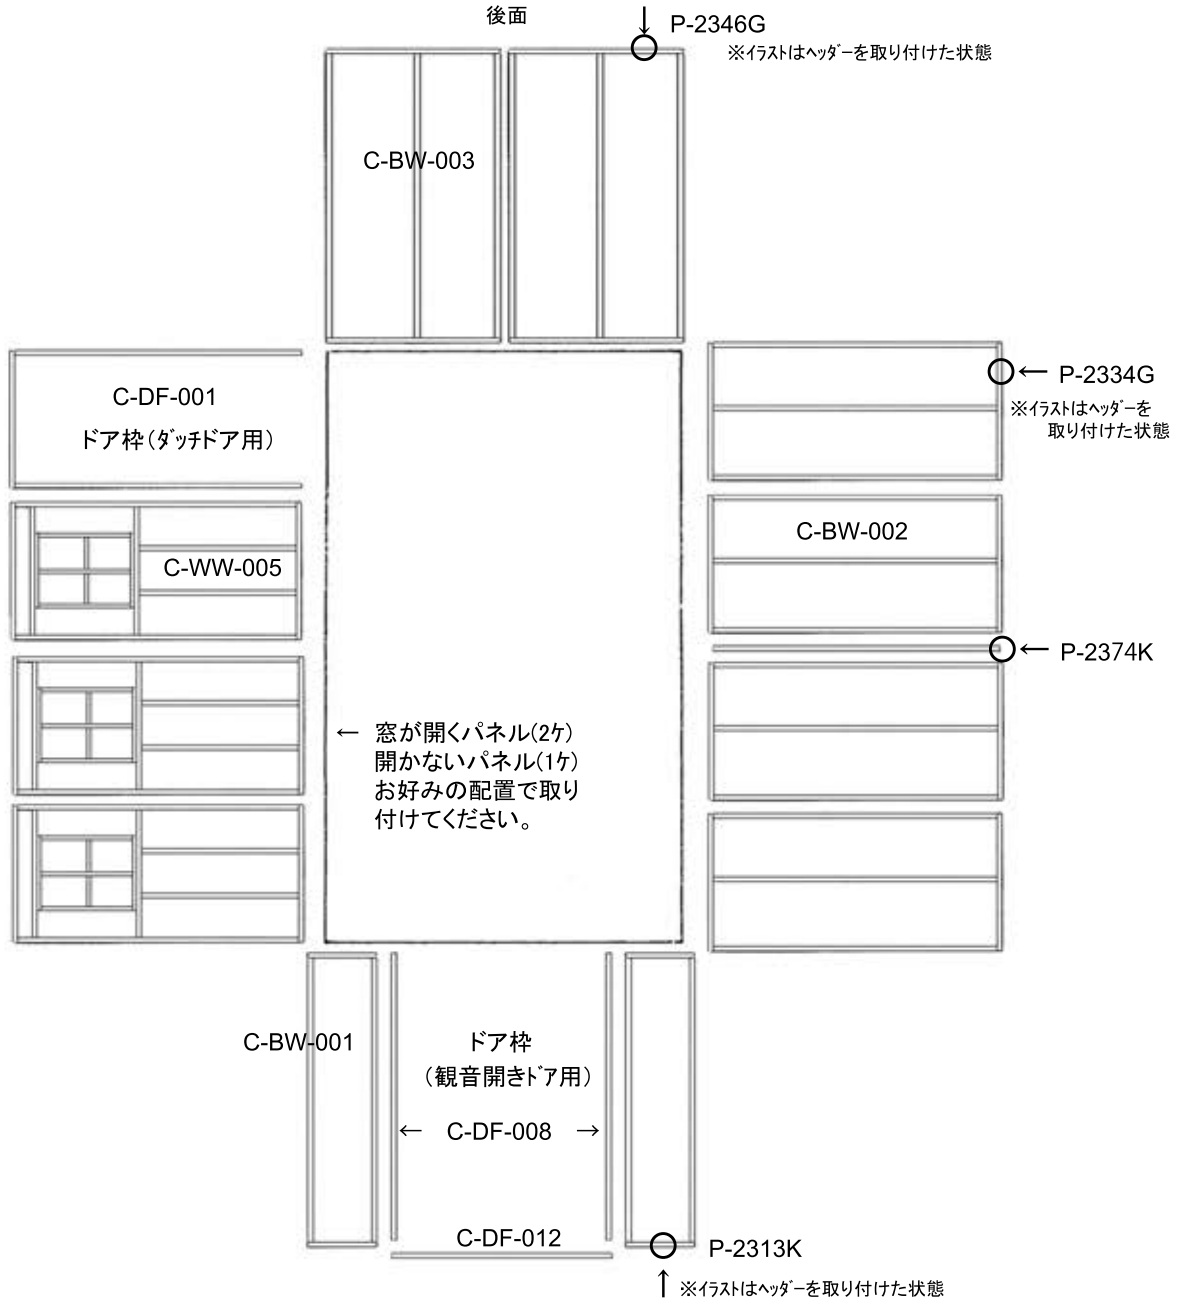 後面
P-2346G
※イラストはヘッダーを取り付けた状態
C-BW-003
C-DF-001
ドア枠(ダッチドア用)
P-2334G
※イラストはヘッダーを
取り付けた状態
C-WW-005
C-BW-002
P-2374K
← 窓が開くパネル(2ケ)
開かないパネル(1ケ)
お好みの配置で取り
付けてください。
C-BW-001
ドア枠
(観音開きドア用)
← C-DF-008 →
C-DF-012
P-2313K
※イラストはヘッダーを取り付けた状態